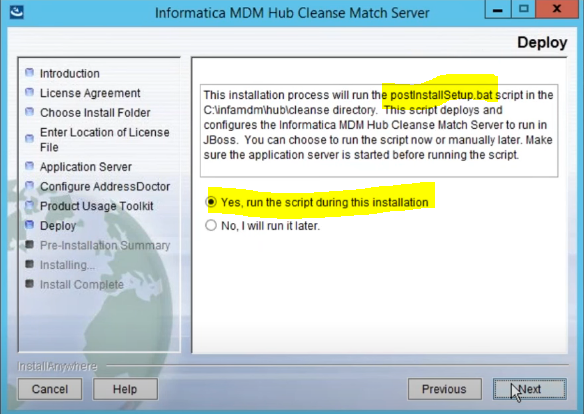 Informatica MDM Hub Cleanse Match Server
Deploy
Introduction
License Agreement
Choose Install Folder
Enter Location of License
File
Application Server
Configure AddressDoctor
Product Usage Toolkit
Deploy
Pre-Installation Summary
Installing...
Install Complete
This installation process will run the postInstallSetup.bat script in the
C:\infamdm\hub\cleanse directory. This script deploys and
configures the Informatica MDM Hub Cleanse Match Server to run in
JBoss. You can choose to run the script now or manually later. Make
sure the application server is started before running the script.
Yes, run the script during this installation
No, I will run it later.
InstallAnywhere
Cancel
Help
Previous
Next